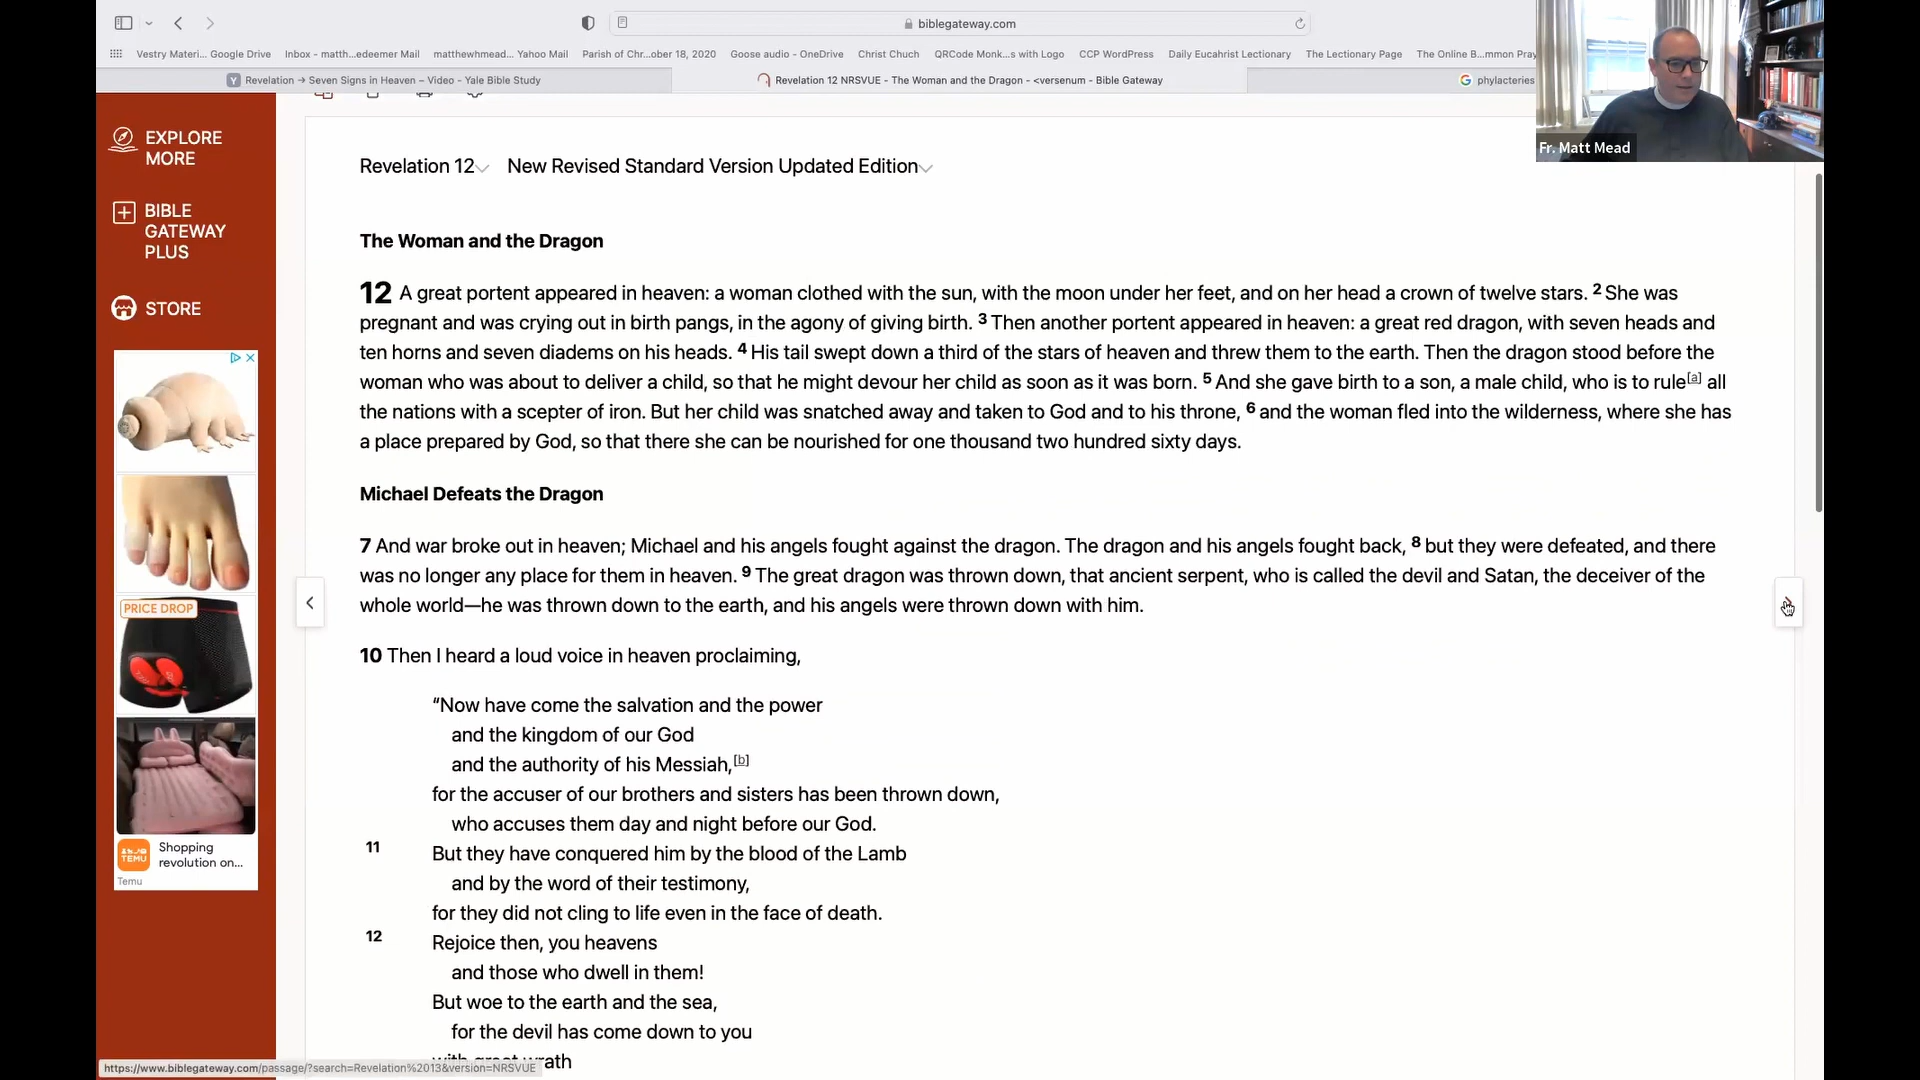 biblegateway.com
Vestry Materi... Google Drive
Inbox - matth...edeemer Mail
matthewhmead... Yahoo Mail
Parish of Chr...ober 18, 2020
Goose audio - OneDrive
Christ Chuch
QRCode Monk...s with Logo
CCP WordPress
Daily Eucahrist Lectionary
The Lectionary Page
The Online B...mmon Pray
Revelation → Seven Signs in Heaven – Video - Yale Bible Study
Revelation 12 NRSVUE - The Woman and the Dragon - <versenum - Bible Gateway
phylacteries
Fr. Matt Mead
EXPLORE
MORE
BIBLE
GATEWAY
PLUS
STORE
PRICE DROP
TEMU
Shopping
revolution on...
Temu
Revelation 12 New Revised Standard Version Updated Edition
The Woman and the Dragon
12 A great portent appeared in heaven: a woman clothed with the sun, with the moon under her feet, and on her head a crown of twelve stars. 2 She was
pregnant and was crying out in birth pangs, in the agony of giving birth. 3 Then another portent appeared in heaven: a great red dragon, with seven heads and
ten horns and seven diadems on his heads. 4 His tail swept down a third of the stars of heaven and threw them to the earth. Then the dragon stood before the
woman who was about to deliver a child, so that he might devour her child as soon as it was born. 5 And she gave birth to a son, a male child, who is to rule[a] all
the nations with a scepter of iron. But her child was snatched away and taken to God and to his throne, 6 and the woman fled into the wilderness, where she has
a place prepared by God, so that there she can be nourished for one thousand two hundred sixty days.
Michael Defeats the Dragon
7 And war broke out in heaven; Michael and his angels fought against the dragon. The dragon and his angels fought back, 8 but they were defeated, and there
was no longer any place for them in heaven. 9 The great dragon was thrown down, that ancient serpent, who is called the devil and Satan, the deceiver of the
whole world—he was thrown down to the earth, and his angels were thrown down with him.
10 Then I heard a loud voice in heaven proclaiming,
“Now have come the salvation and the power
and the kingdom of our God
and the authority of his Messiah,[b]
for the accuser of our brothers and sisters has been thrown down,
who accuses them day and night before our God.
11 But they have conquered him by the blood of the Lamb
and by the word of their testimony,
for they did not cling to life even in the face of death.
12 Rejoice then, you heavens
and those who dwell in them!
But woe to the earth and the sea,
for the devil has come down to you
with great wrath
https://www.biblegateway.com/passage/?search=Revelation%2013&version=NRSVUE